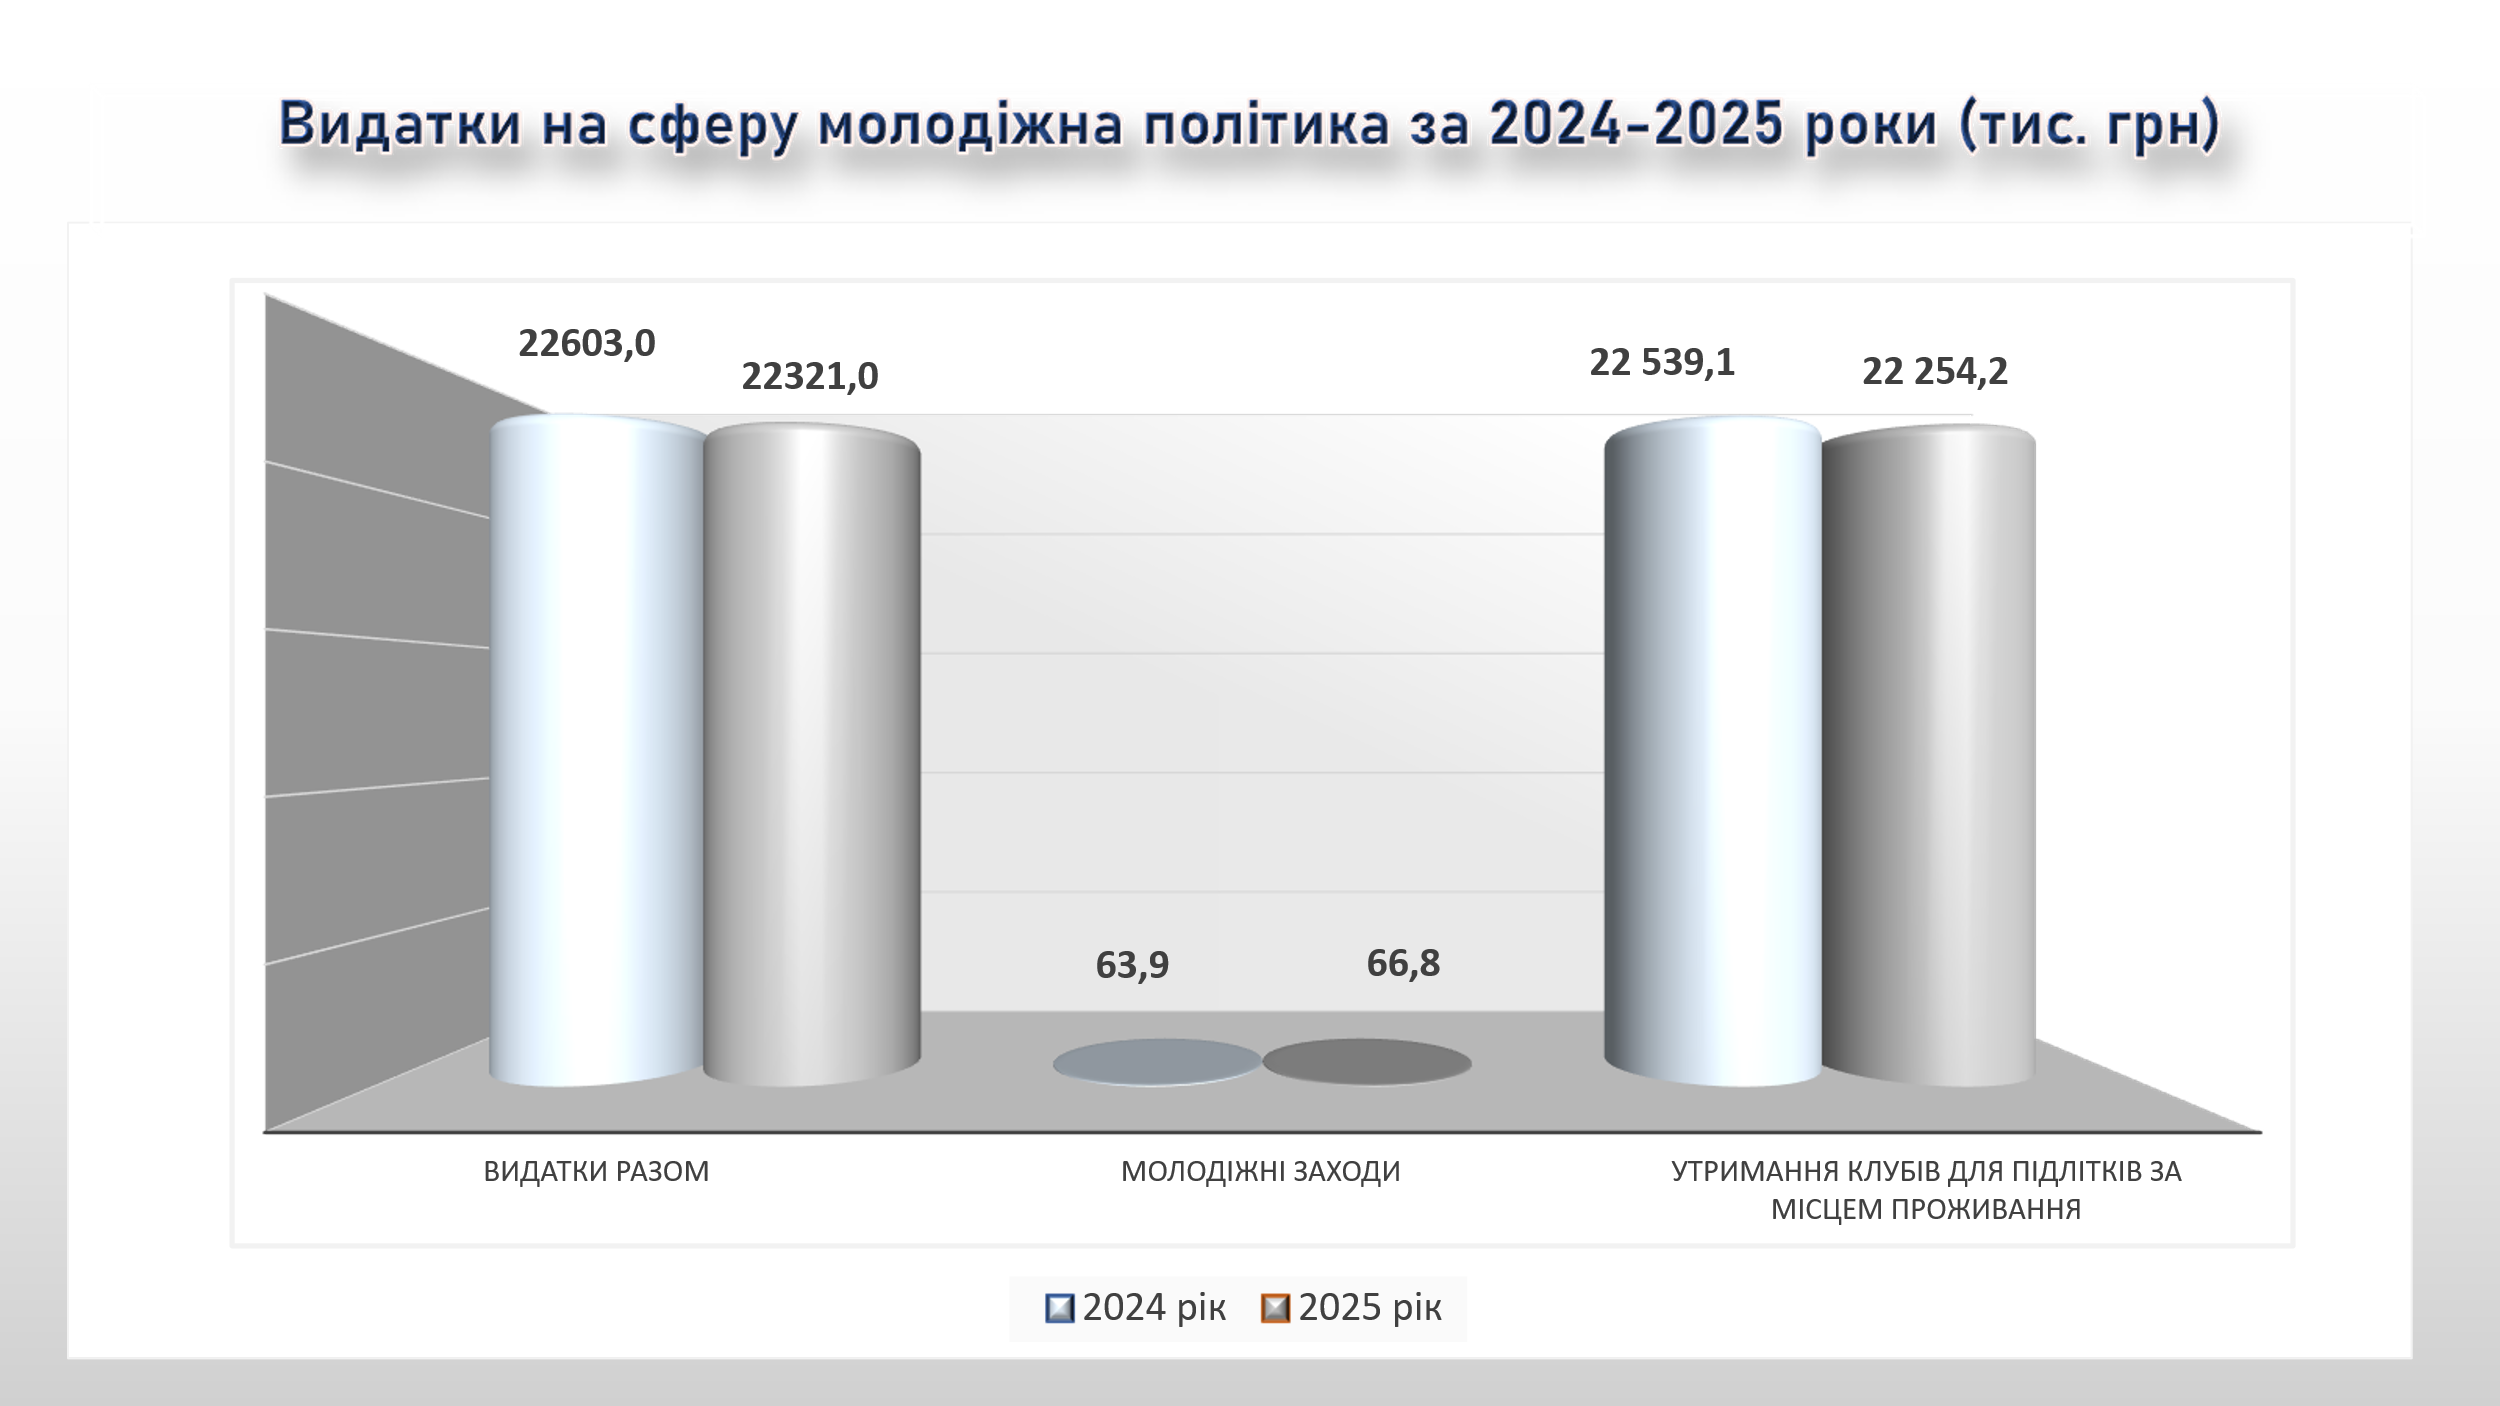 Видатки на сферу молодіжна політика за 2024-2025 роки (тис. грн)
22603,0
22321,0
63,9
66,8
22 539,1
22 254,2
ВИДАТКИ РАЗОМ
МОЛОДІЖНІ ЗАХОДИ
УТРИМАННЯ КЛУБІВ ДЛЯ ПІДЛІТКІВ ЗА
МІСЦЕМ ПРОЖИВАННЯ
2024 рік
2025 рік